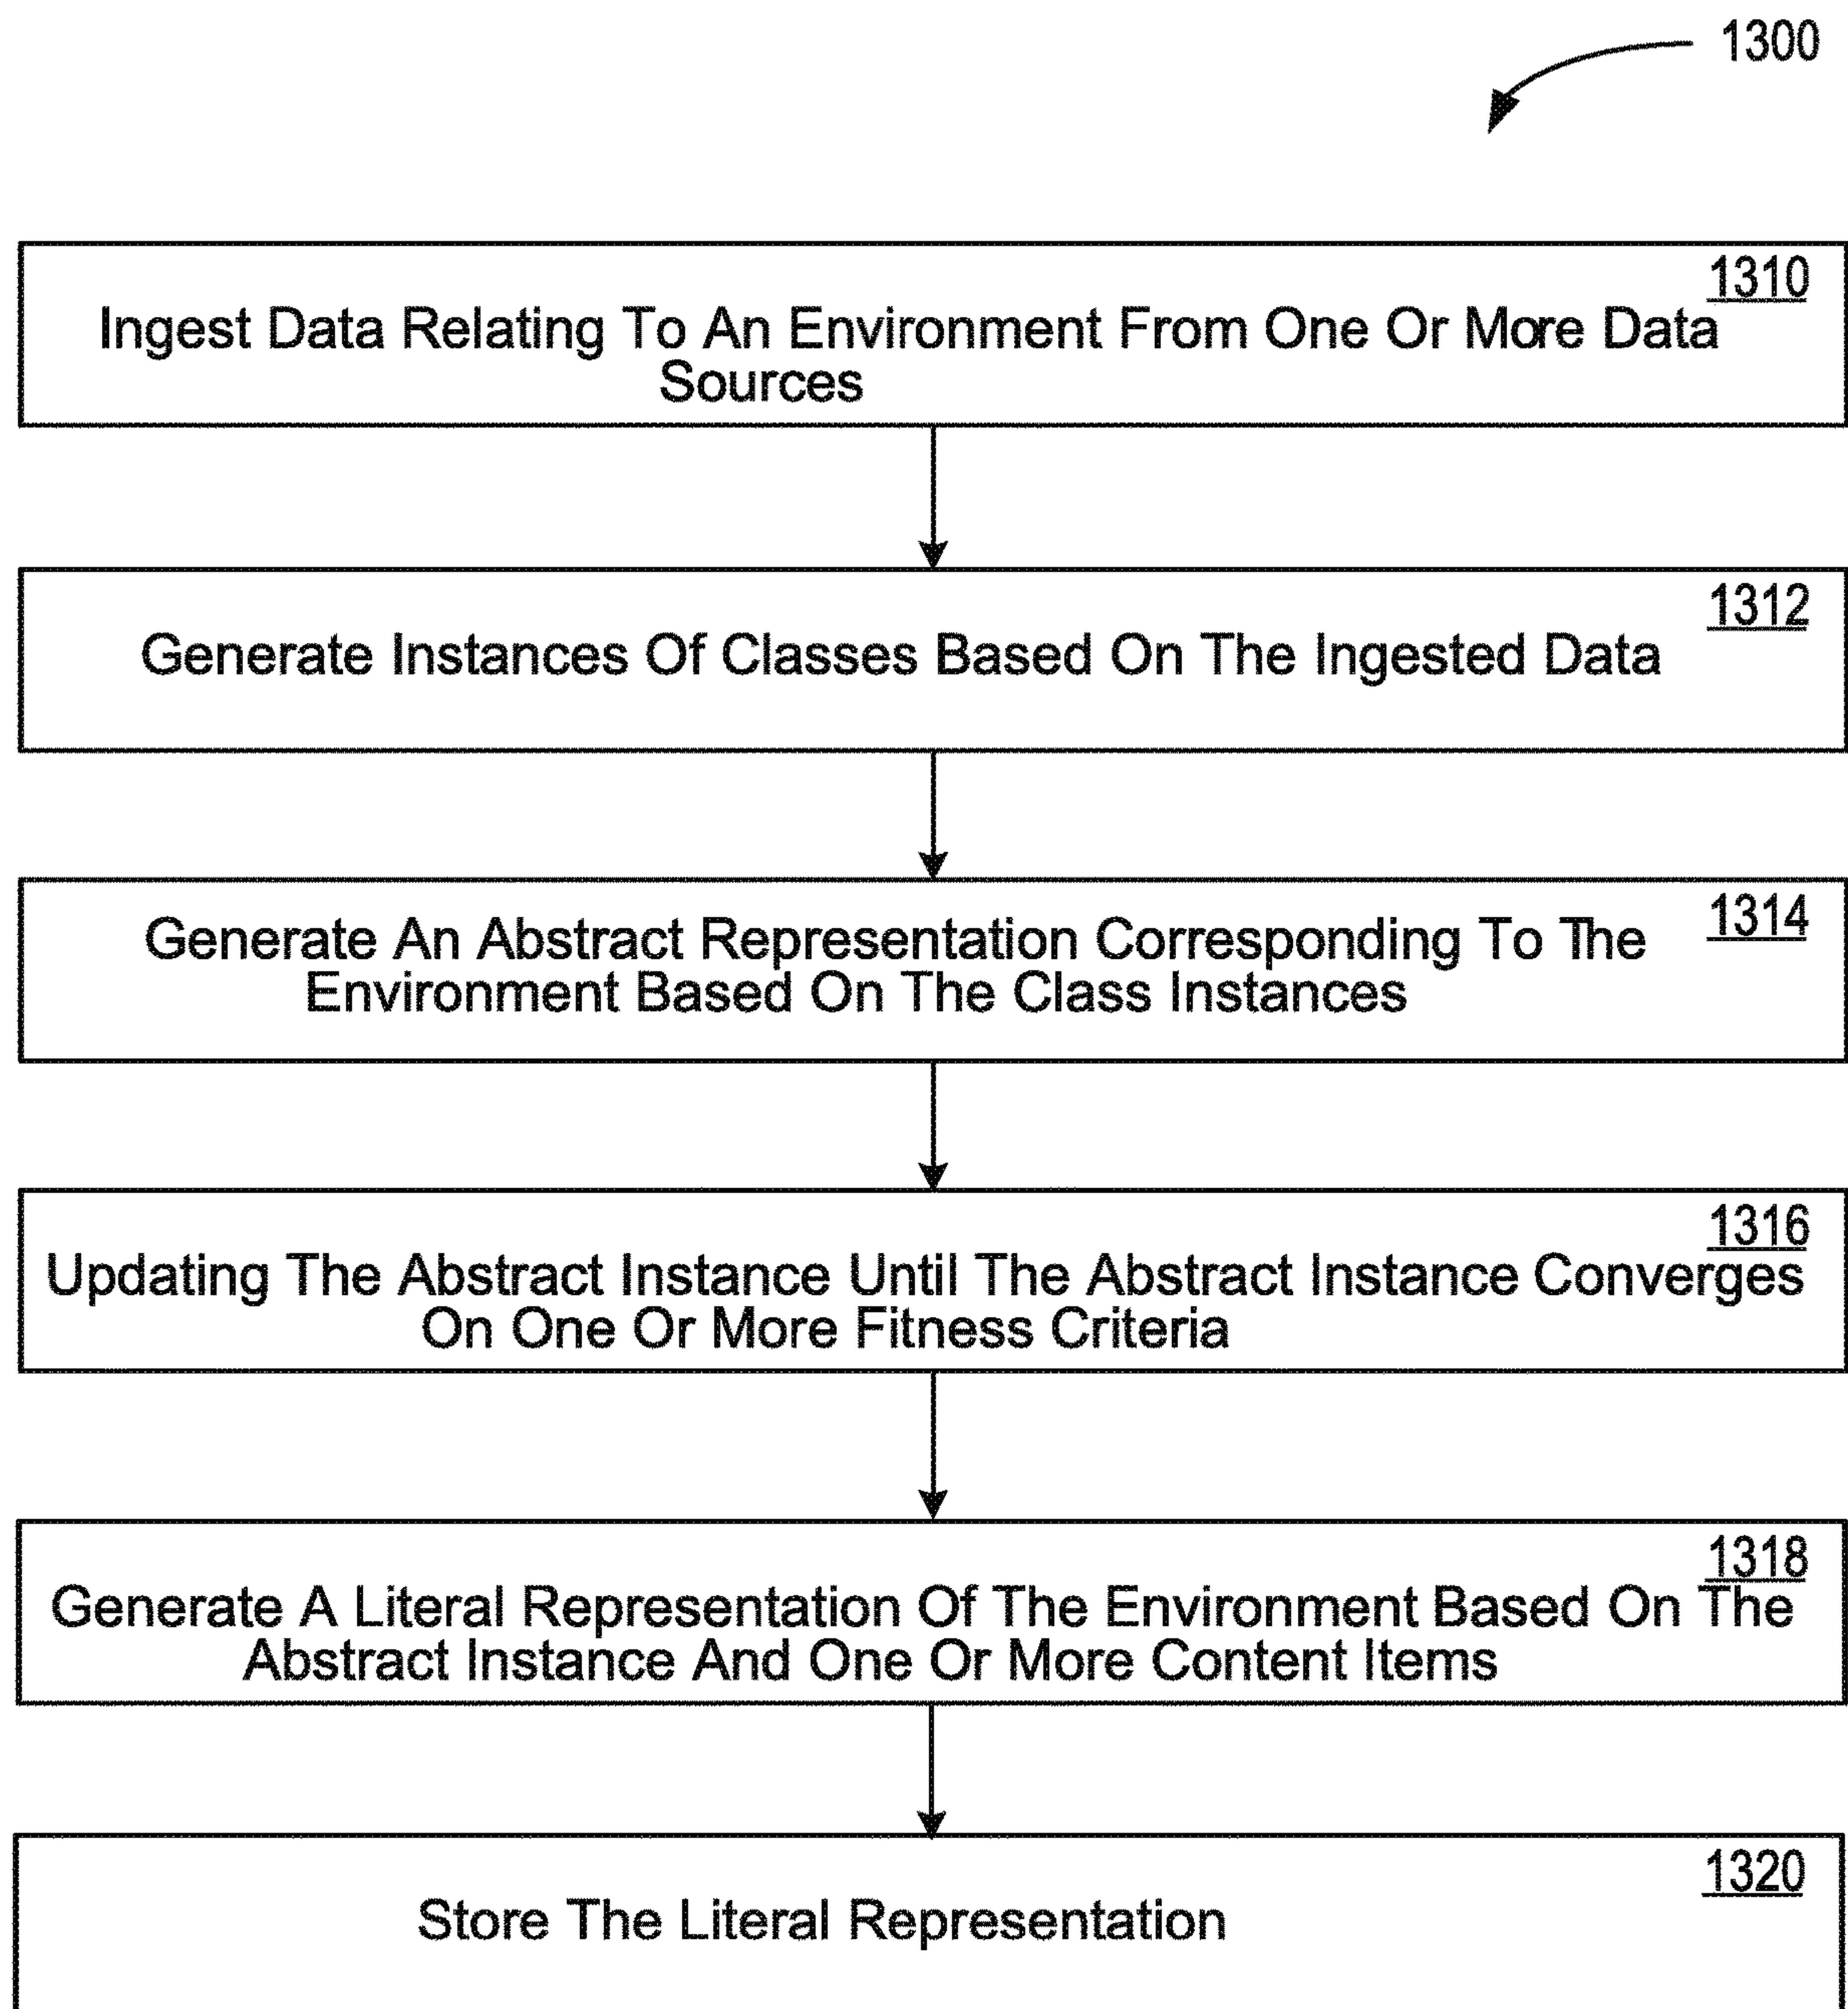 1300
1310
Ingest Data Relating To An Environment From One Or More Data
Sources
1312
Generate Instances Of Classes Based On The Ingested Data
1314
Generate An Abstract Representation Corresponding To The
Environment Based On The Class Instances
1316
Updating The Abstract Instance Until The Abstract Instance Converges
On One Or More Fitness Criteria
1318
Generate A Literal Representation Of The Environment Based On The
Abstract Instance And One Or More Content Items
1320
Store The Literal Representation